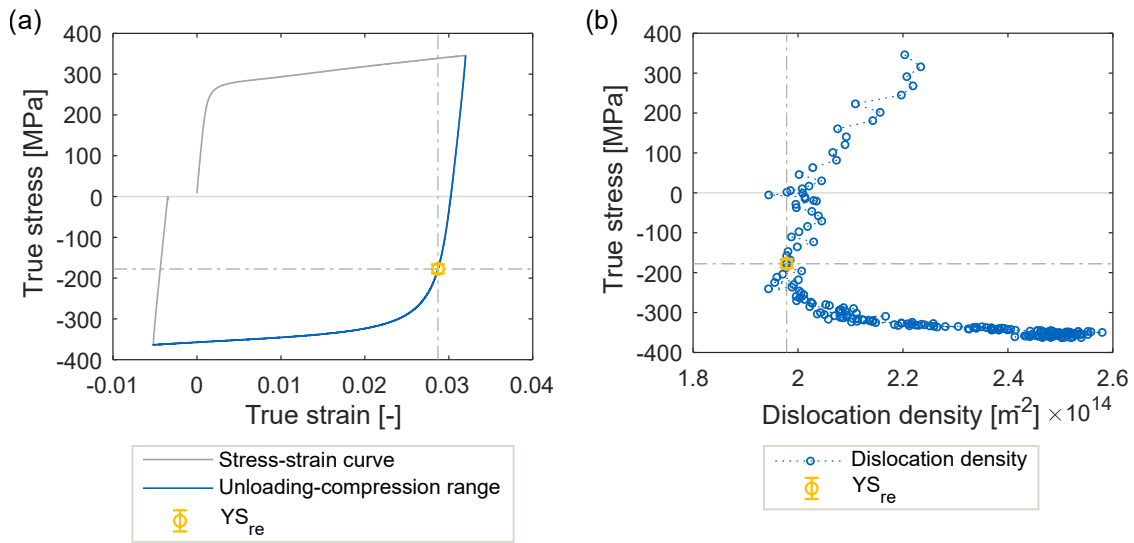 (a)
True stress [MPa]
400
300
200
100
0
-100
-200
-300
-400
-0.01 0 0.01 0.02 0.03 0.04
True strain [-]
Stress-strain curve
Unloading-compression range
YSre
(b)
True stress [MPa]
400
300
200
100
0
-100
-200
-300
-400
1.8 2 2.2 2.4 2.6
Dislocation density [m-2] ×1014
Dislocation density
YSre